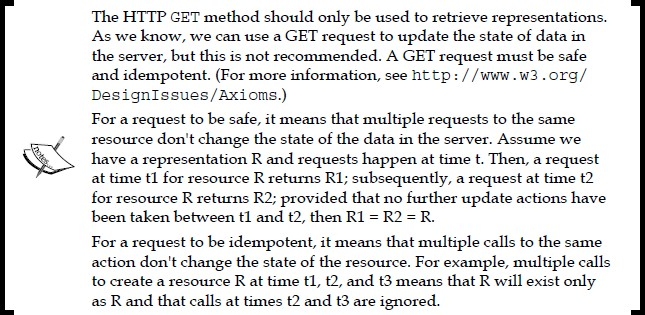 The HTTP GET method should only be used to retrieve representations.
As we know, we can use a GET request to update the state of data in
the server, but this is not recommended. A GET request must be safe
and idempotent. (For more information, see http://www.w3.org/
DesignIssues/Axioms.)
For a request to be safe, it means that multiple requests to the same
resource don't change the state of the data in the server. Assume we
have a representation R and requests happen at time t. Then, a request
at time t1 for resource R returns R1; subsequently, a request at time t2
for resource R returns R2; provided that no further update actions have
been taken between t1 and t2, then R1 = R2 = R.
For a request to be idempotent, it means that multiple calls to the same
action don't change the state of the resource. For example, multiple calls
to create a resource R at time t1, t2, and t3 means that R will exist only
as R and that calls at times t2 and t3 are ignored.
notes